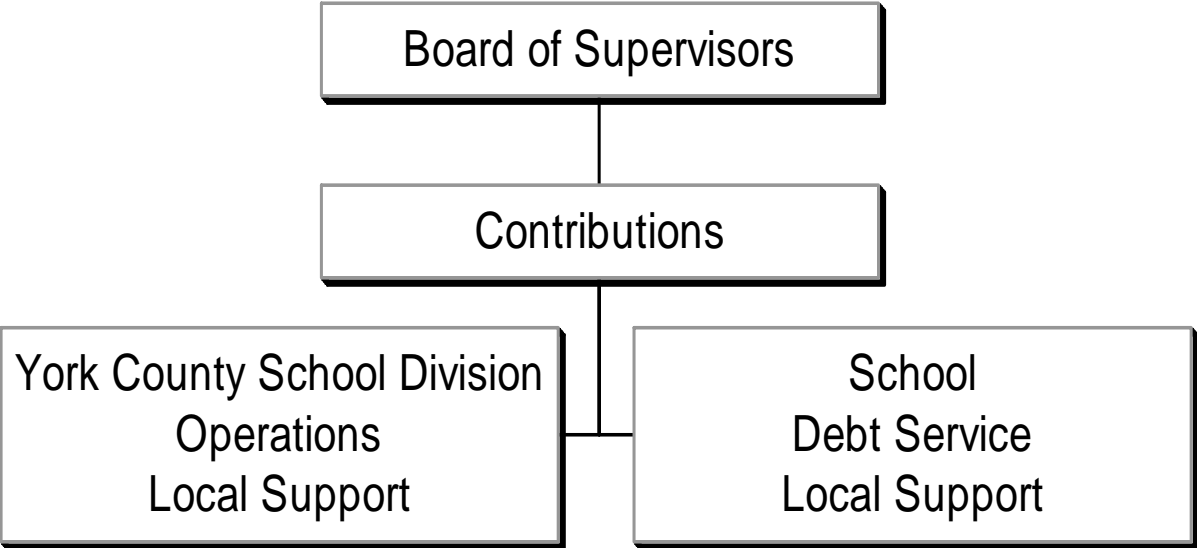 Board of Supervisors
Contributions
York County School Division
Operations
Local Support
School
Debt Service
Local Support